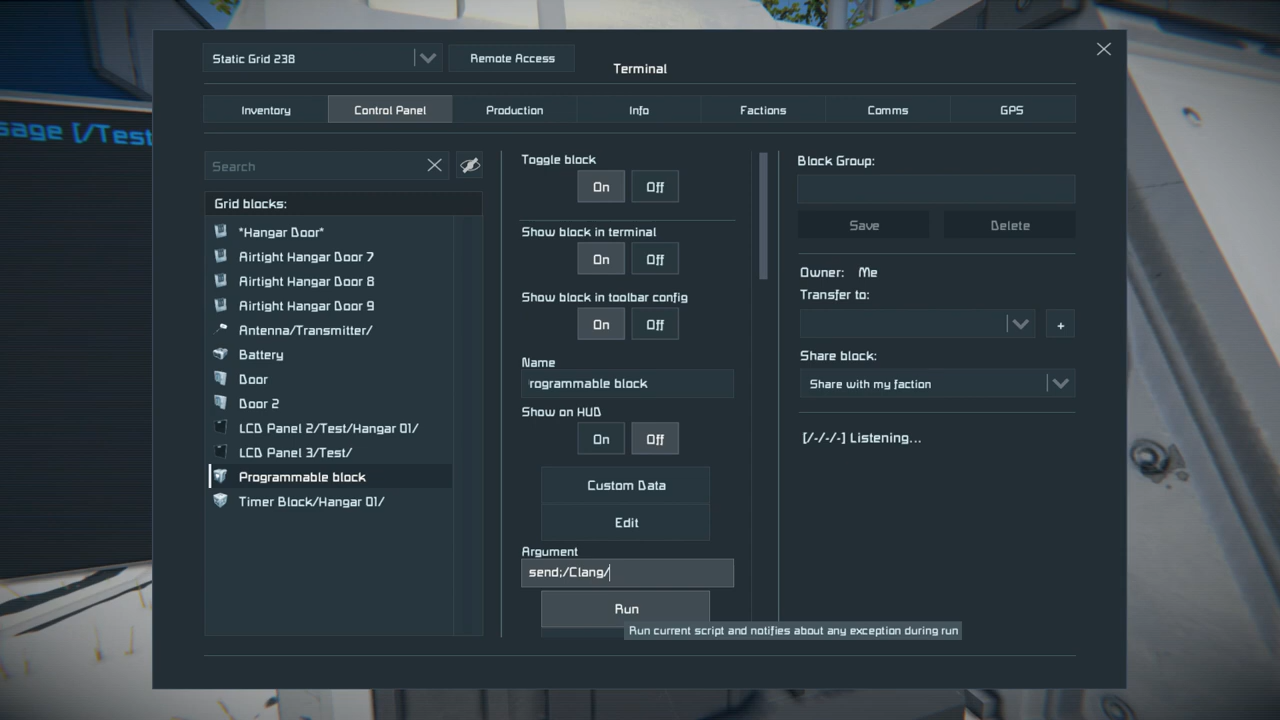 Static Grid 238
Remote Access
Terminal
Inventory
Control Panel
Production
Info
Factions
Comms
GPS
Search
Grid blocks:
*Hangar Door*
Airtight Hangar Door 7
Airtight Hangar Door 8
Airtight Hangar Door 9
Antenna/Transmitter/
Battery
Door
Door 2
LCD Panel 2/Test/Hangar 01/
LCD Panel 3/Test/
Programmable block
Timer Block/Hangar 01/
Toggle block
On Off
Show block in terminal
On Off
Show block in toolbar config
On Off
Name
rogrammable block
Show on HUD
On Off
Custom Data
Edit
Argument
send;/Clang/
Run
Run current script and notifies about any exception during run
Block Group:
Save Delete
Owner: Me
Transfer to:
+
Share block:
Share with my faction
[/-/-/-] Listening...
sage [/Test